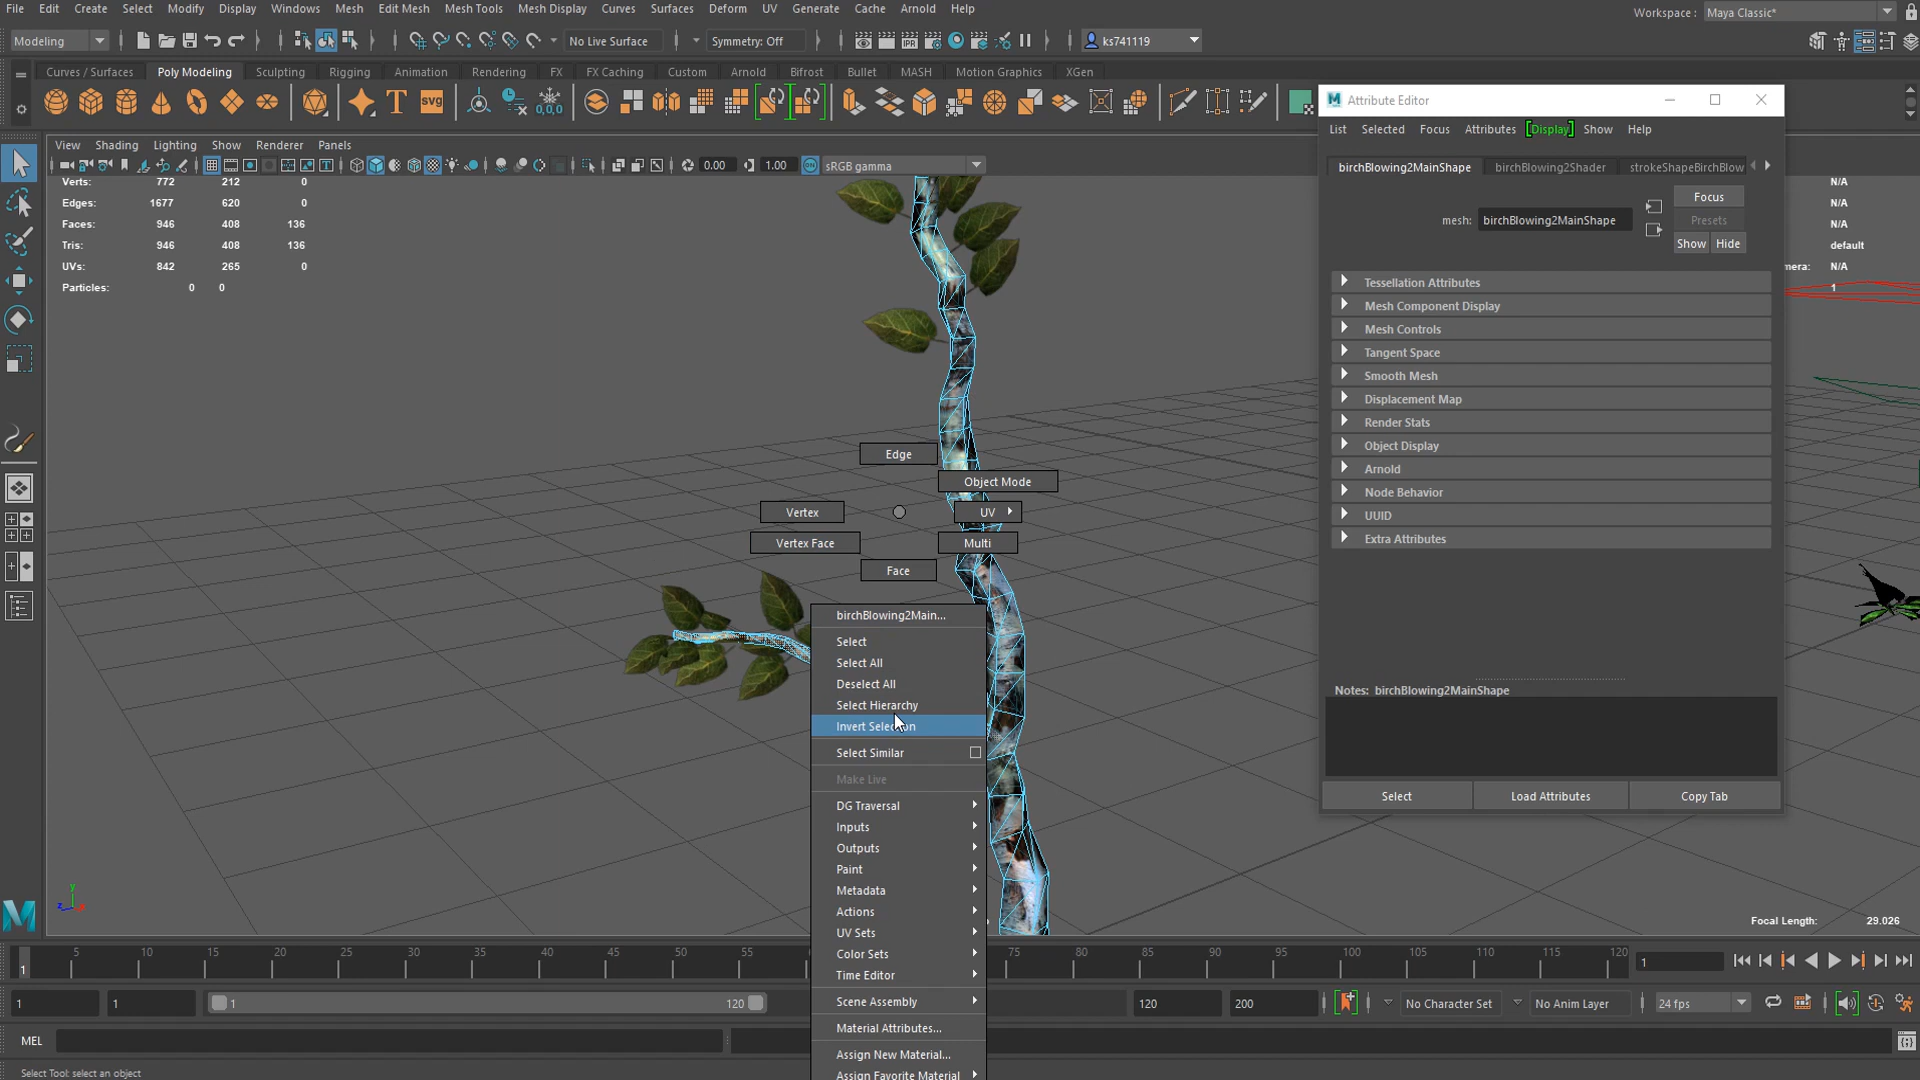 File Edit Create Select Modify Display Windows Mesh Edit Mesh Mesh Tools Mesh Display Curves Surfaces Deform UV Generate Cache Arnold Help
Workspace : Maya Classic*
Modeling No Live Surface Symmetry: Off IPR ks741119
Curves / Surfaces Poly Modeling Sculpting Rigging Animation Rendering FX FX Caching Custom Arnold Bifrost Bullet MASH Motion Graphics XGen
T SVG 0,0,0
Attribute Editor
List Selected Focus Attributes [Display] Show Help
View Shading Lighting Show Renderer Panels
0.00 1.00 sRGB gamma
birchBlowing2MainShape birchBlowing2Shader strokeShapeBirchBlow
Verts: 772 212 0
Edges: 1677 620 0
Faces: 946 408 136
Tris: 946 408 136
UVs: 842 265 0
Particles: 0 0
Focus
mesh: birchBlowing2MainShape Presets
Show Hide
N/A
N/A
N/A
default
mera: N/A
1
Tessellation Attributes
Mesh Component Display
Mesh Controls
Tangent Space
Smooth Mesh
Displacement Map
Render Stats
Object Display
Arnold
Node Behavior
UUID
Extra Attributes
Notes: birchBlowing2MainShape
Select Load Attributes Copy Tab
Edge
Object Mode
Vertex UV
Vertex Face Multi
Face
birchBlowing2Main...
Select
Select All
Deselect All
Select Hierarchy
Invert Selection
Select Similar
Make Live
DG Traversal
Inputs
Outputs
Paint
Metadata
Actions
UV Sets
Color Sets
Time Editor
Scene Assembly
Material Attributes...
Assign New Material...
Assign Favorite Material
y
z
Focal Length: 29.026
1 5 10 15 20 25 30 35 40 45 50 55 75 80 85 90 95 100 105 110 115 120
1
1 1 1 120 120 200 No Character Set No Anim Layer 24 fps
MEL
Select Tool: select an object